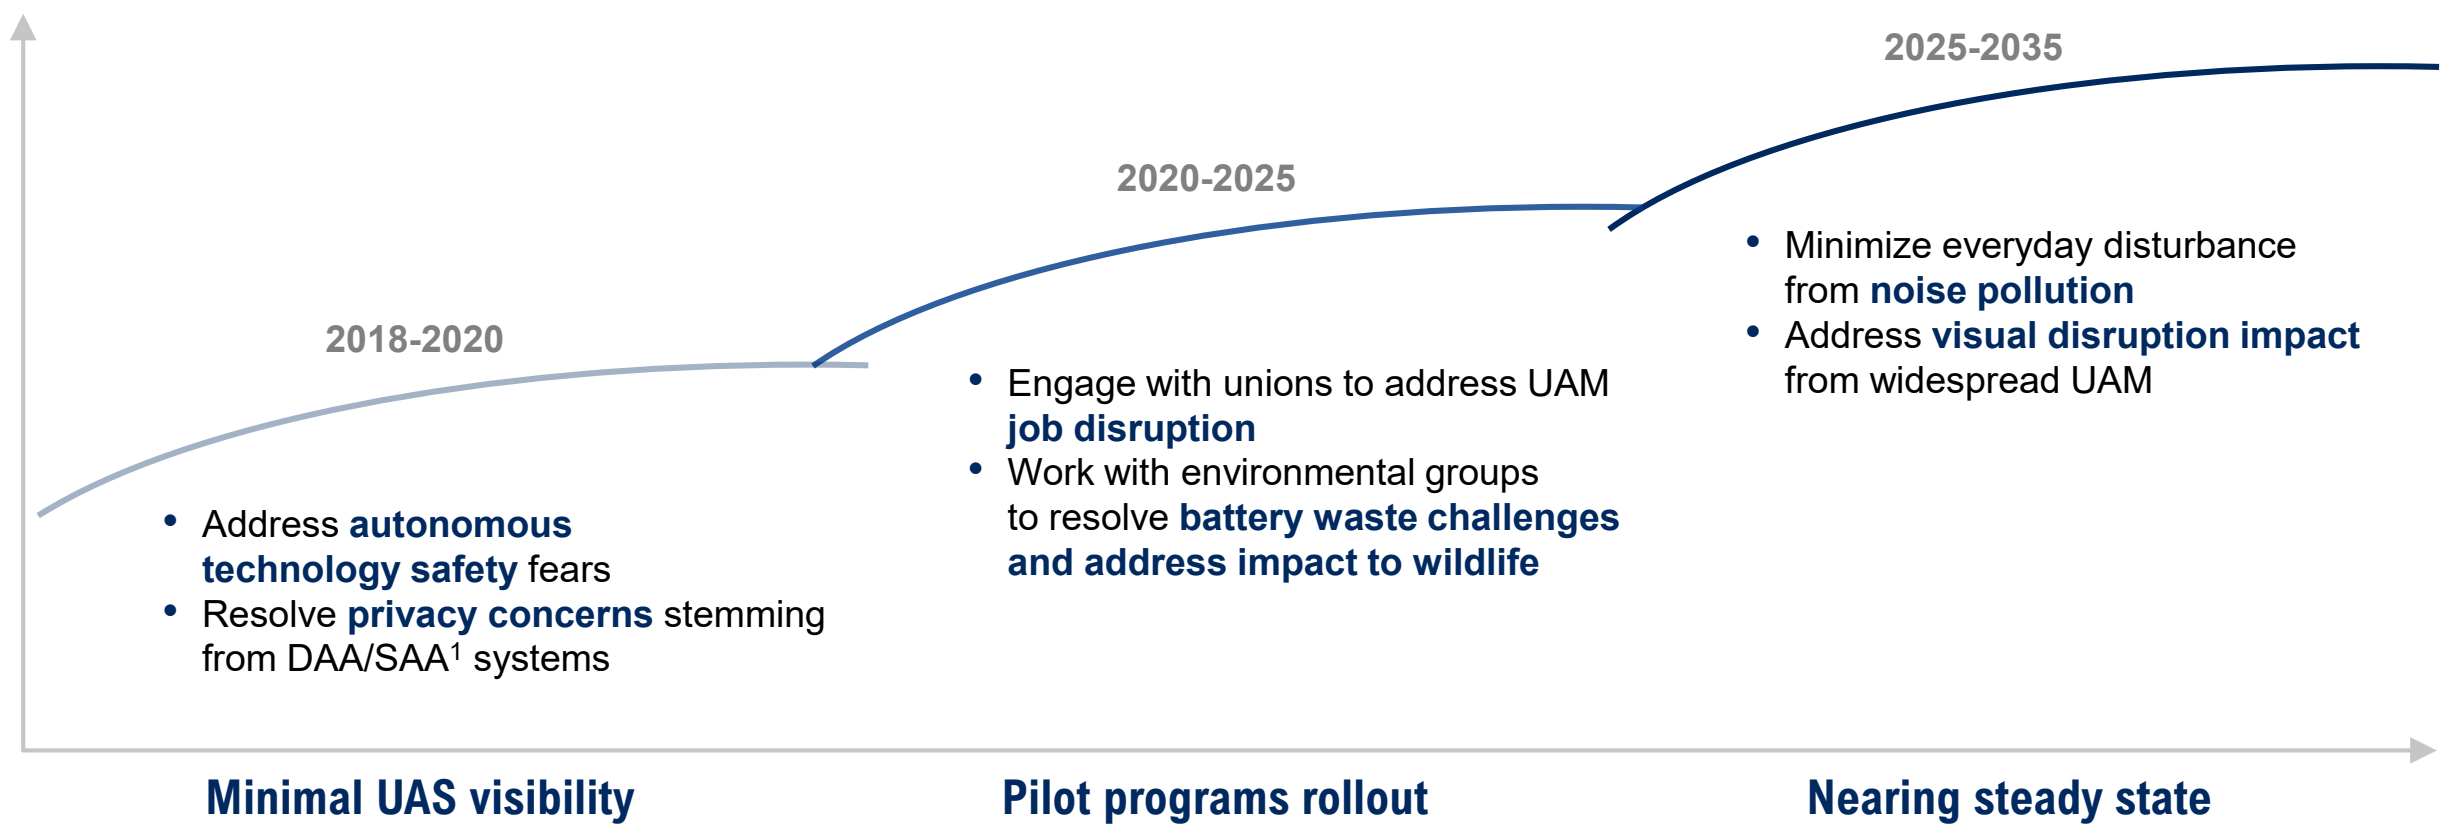 2018-2020
• Address autonomous
technology safety fears
• Resolve privacy concerns stemming
from DAA/SAA¹ systems
Minimal UAS visibility
2020-2025
• Engage with unions to address UAM
job disruption
• Work with environmental groups
to resolve battery waste challenges
and address impact to wildlife
Pilot programs rollout
2025-2035
• Minimize everyday disturbance
from noise pollution
• Address visual disruption impact
from widespread UAM
Nearing steady state